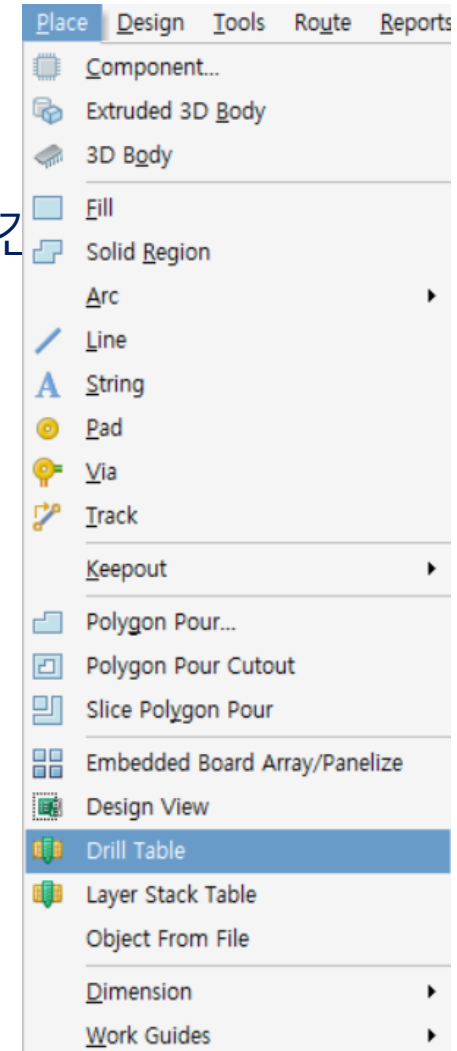 Place Design Tools Route Reports
Component...
Extruded 3D Body
3D Body
Fill
Solid Region
Arc
Line
String
Pad
Via
Track
Keepout
Polygon Pour...
Polygon Pour Cutout
Slice Polygon Pour
Embedded Board Array/Panelize
Design View
Drill Table
Layer Stack Table
Object From File
Dimension
Work Guides